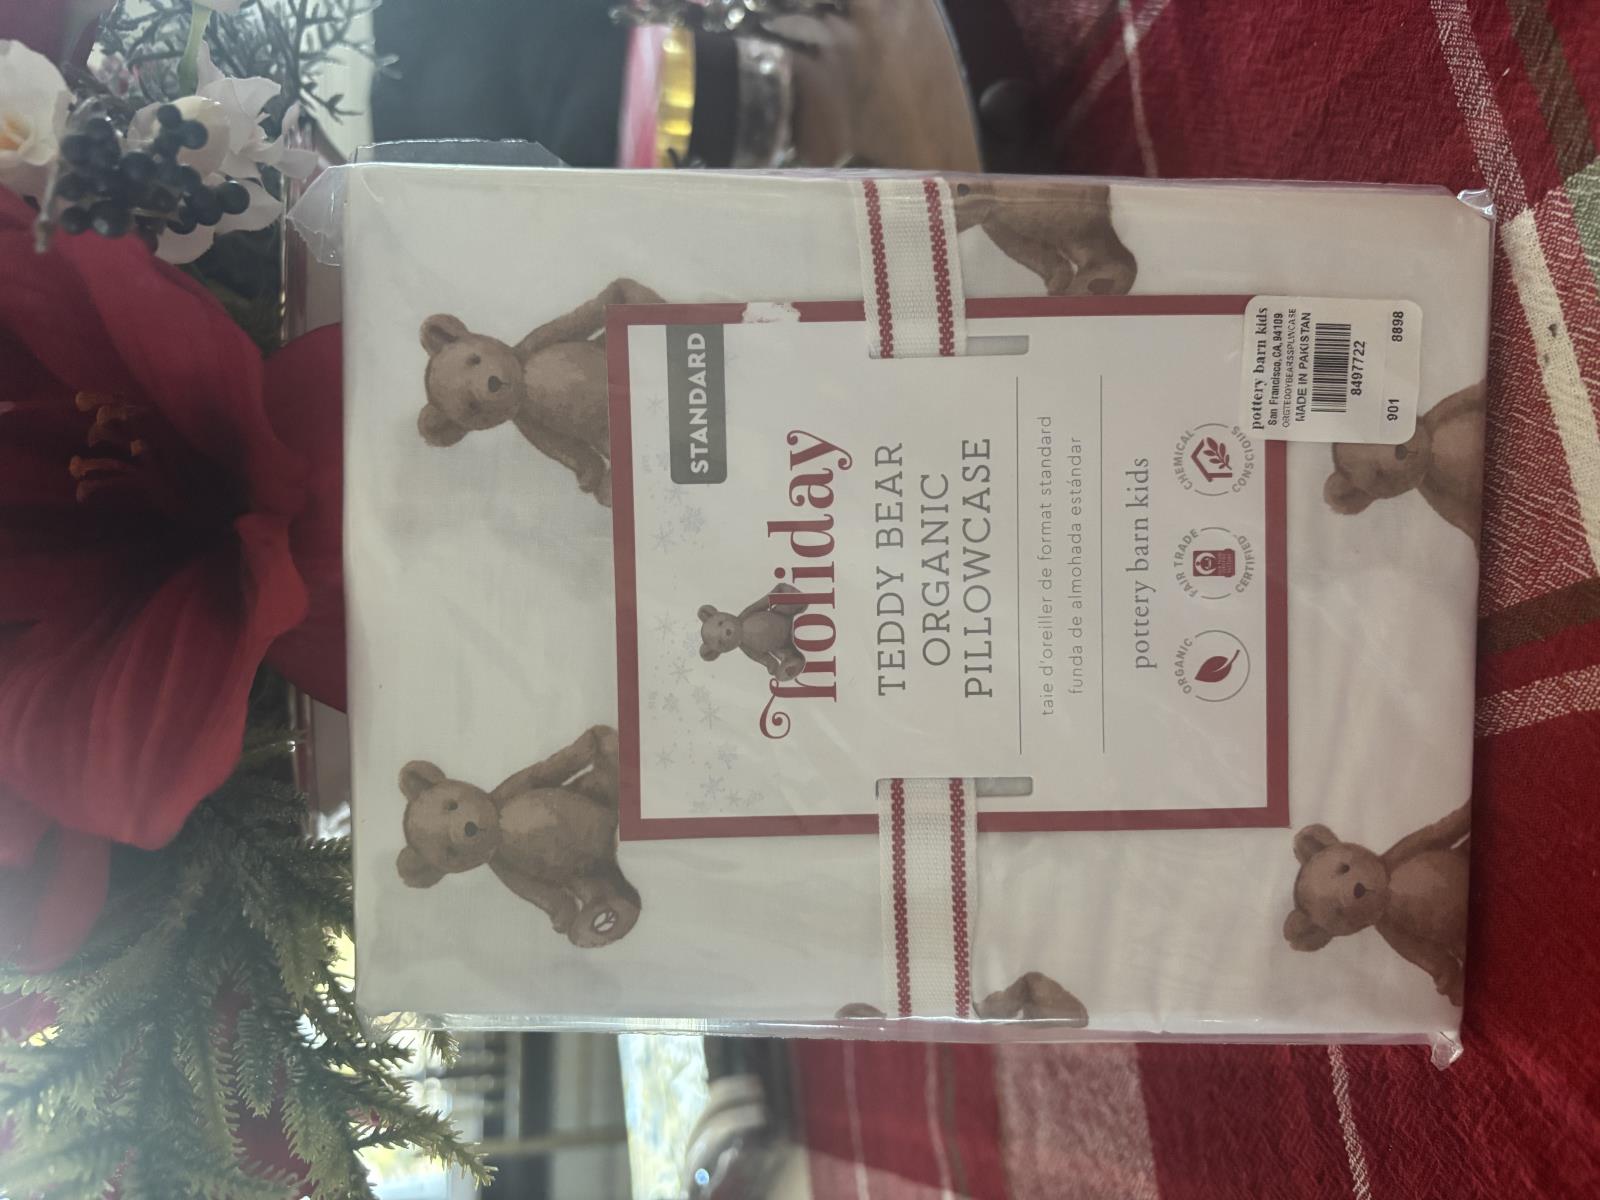 STANDARD
holiday
TEDDY BEAR
ORGANIC
PILLOWCASE
taie d'oreiller de format standard
funda de almohada estándar
pottery barn kids
ORGANIC
FAIR TRADE
CERTIFIED
CHEMICAL
CONSCIOUS
pottery barn kids
San Francisco, CA, 94109
ORGTEDDYBEARSSPLWCASE
MADE IN PAKISTAN
8497722
901 8898